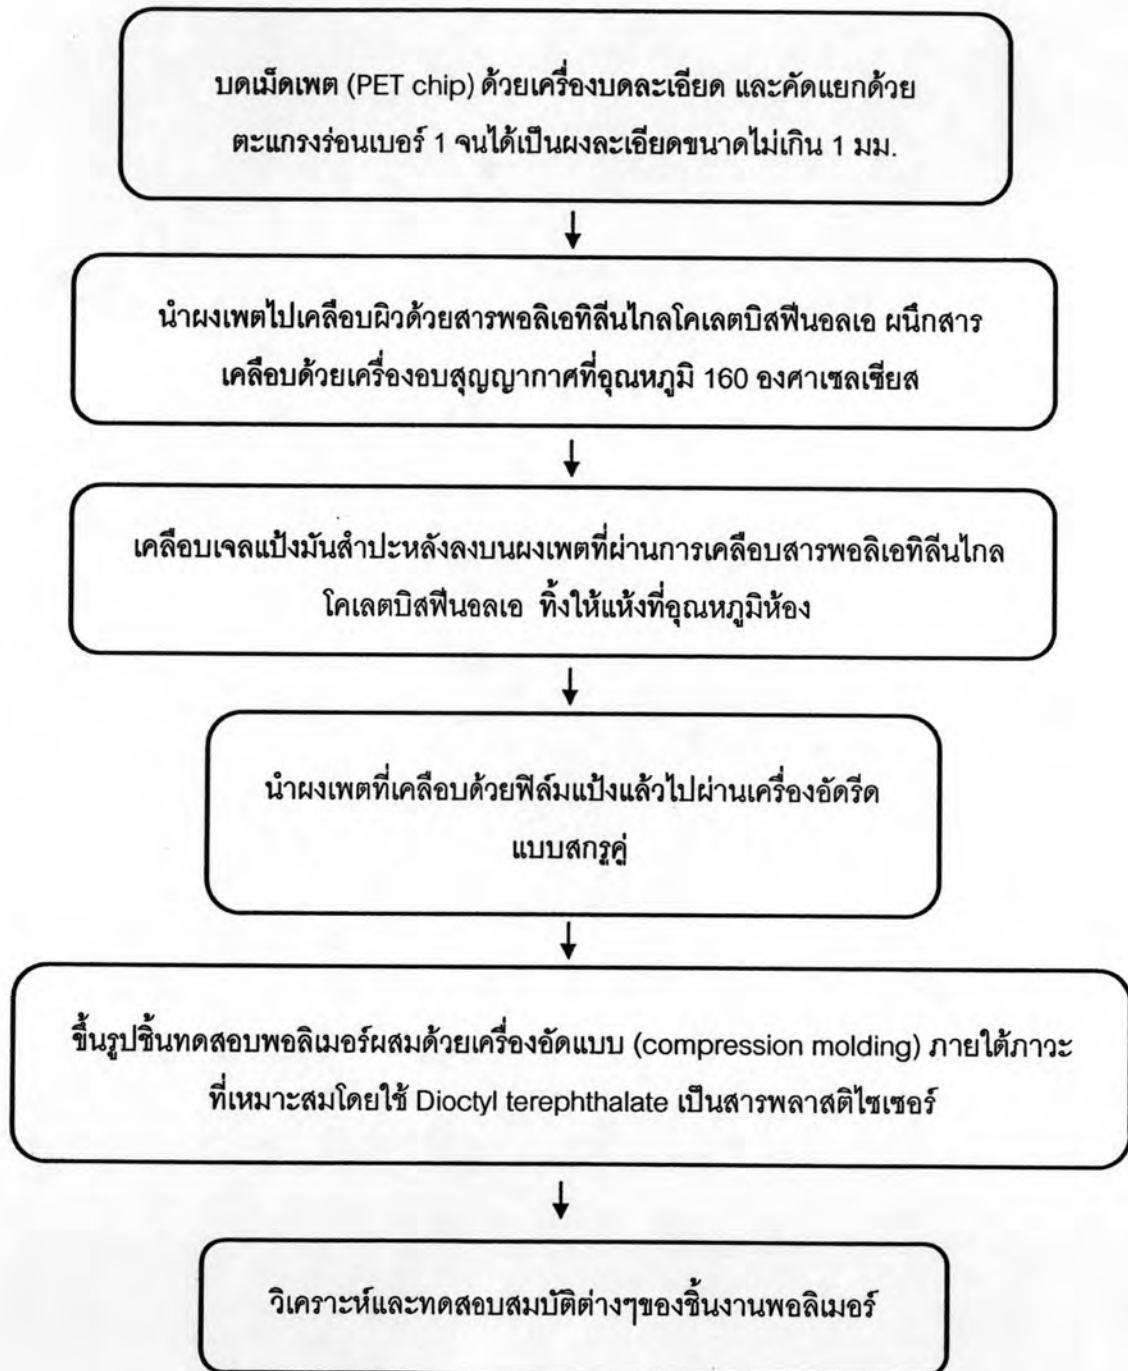 บดเม็ดเพต (PET chip) ด้วยเครื่องบดละเอียด และคัดแยกด้วย
ตะแกรงร่อนเบอร์ 1 จนได้เป็นผงละเอียดขนาดไม่เกิน 1 มม.
นำผงเพตไปเคลือบผิวด้วยสารพอลิเอทิลีนไกลโคเลตบิสฟีนอลเอ ผนึกสาร
เคลือบด้วยเครื่องอบสุญญากาศที่อุณหภูมิ 160 องศาเซลเซียส
เคลือบเจลแป้งมันสำปะหลังลงบนผงเพตที่ผ่านการเคลือบสารพอลิเอทิลีนไกล
โคเลตบิสฟีนอลเอ ทิ้งให้แห้งที่อุณหภูมิห้อง
นำผงเพตที่เคลือบด้วยฟิล์มแป้งแล้วไปผ่านเครื่องอัดรีด
แบบสกรูคู่
ขึ้นรูปชิ้นทดสอบพอลิเมอร์ผสมด้วยเครื่องอัดแบบ (compression molding) ภายใต้ภาวะ
ที่เหมาะสมโดยใช้ Dioctyl terephthalate เป็นสารพลาสติไซเซอร์
วิเคราะห์และทดสอบสมบัติต่างๆของชิ้นงานพอลิเมอร์